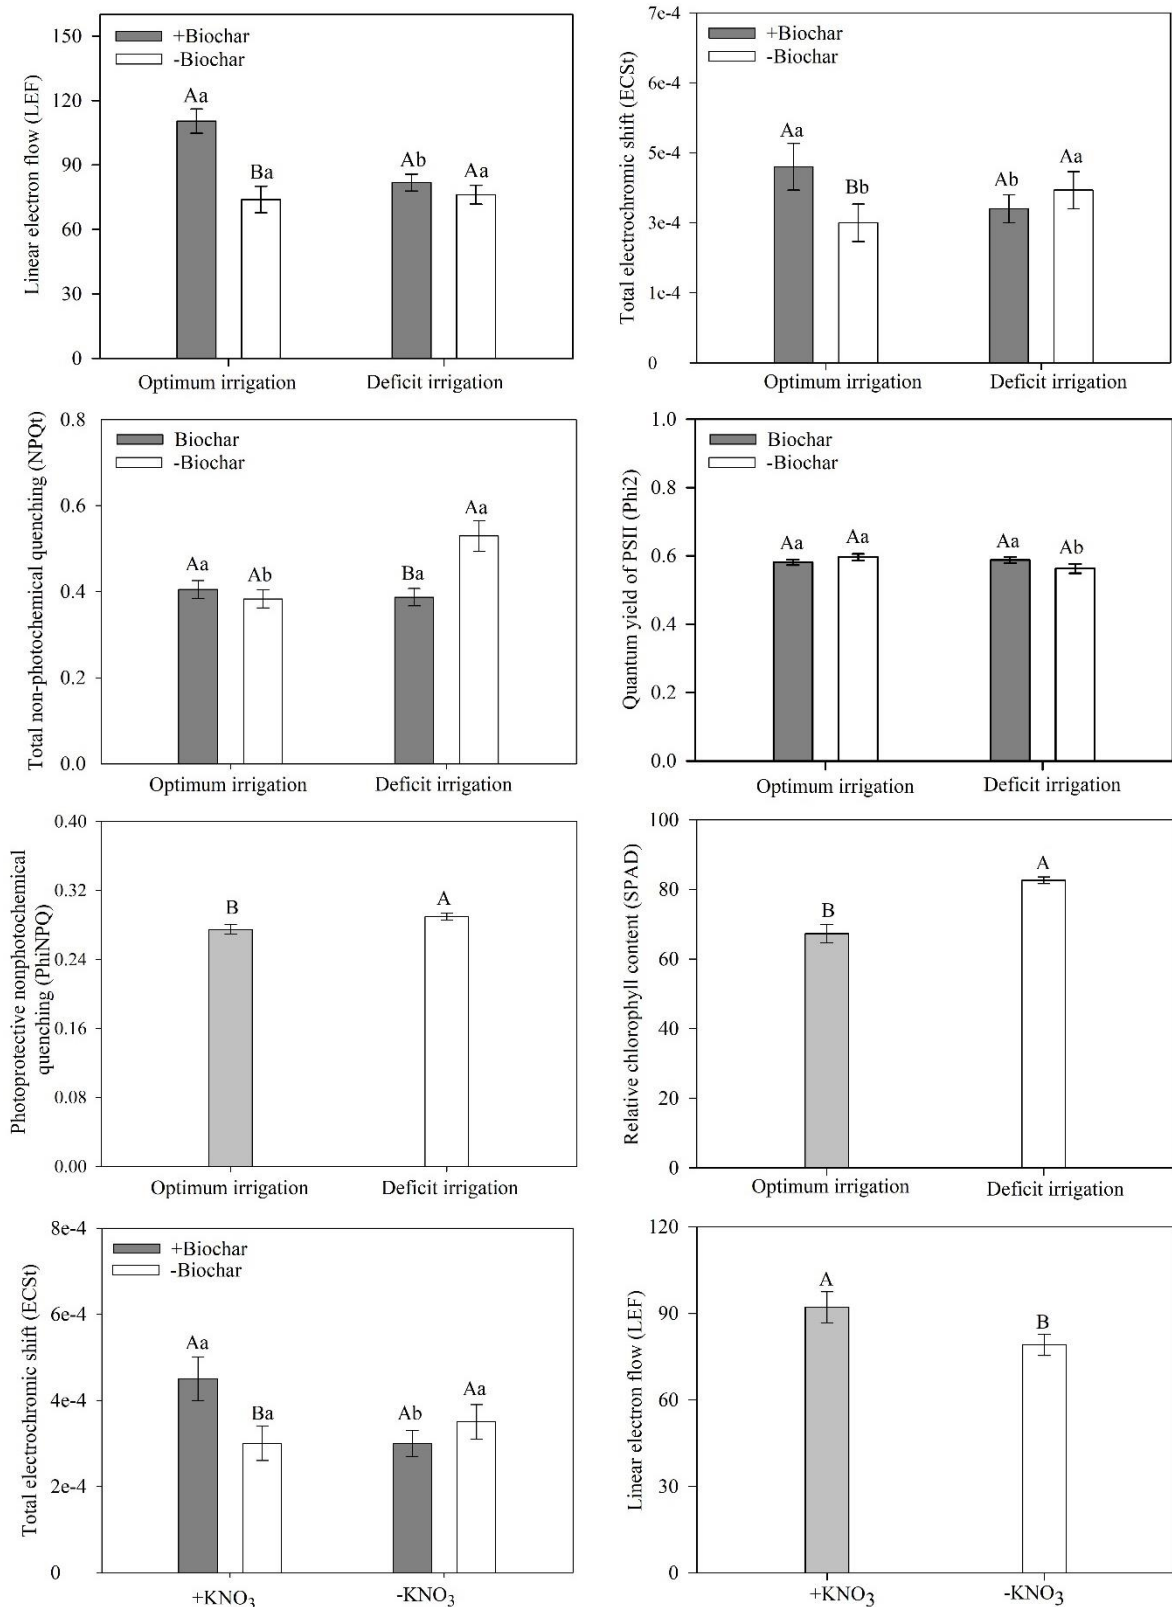 150
120
90
60
30
0
Linear electron flow (LEF)
+Biochar
-Biochar
Aa
Ba
Ab
Aa
Optimum irrigation
Deficit irrigation
7e-4
6e-4
5e-4
3e-4
1e-4
0
Total electrochromic shift (ECSt)
+Biochar
-Biochar
Aa
Bb
Ab
Aa
Optimum irrigation
Deficit irrigation
0.8
0.6
0.4
0.2
0.0
Total non-photochemical quenching (NPQt)
Biochar
-Biochar
Aa
Ab
Ba
Aa
Optimum irrigation
Deficit irrigation
1.0
0.8
0.6
0.4
0.2
0.0
Quantum yield of PSII (Phi2)
Biochar
-Biochar
Aa
Aa
Aa
Ab
Optimum irrigation
Deficit irrigation
0.40
0.32
0.24
0.16
0.08
0.00
Photoprotective nonphotochemical
quenching (PhiNPQ)
B
A
Optimum irrigation
Deficit irrigation
100
80
60
40
20
0
Relative chlorophyll content (SPAD)
B
A
Optimum irrigation
Deficit irrigation
8e-4
6e-4
4e-4
2e-4
0
Total electrochromic shift (ECSt)
+Biochar
-Biochar
Aa
Ba
Ab
Aa
+KNO₃
-KNO₃
120
90
60
30
0
Linear electron flow (LEF)
A
B
+KNO₃
-KNO₃